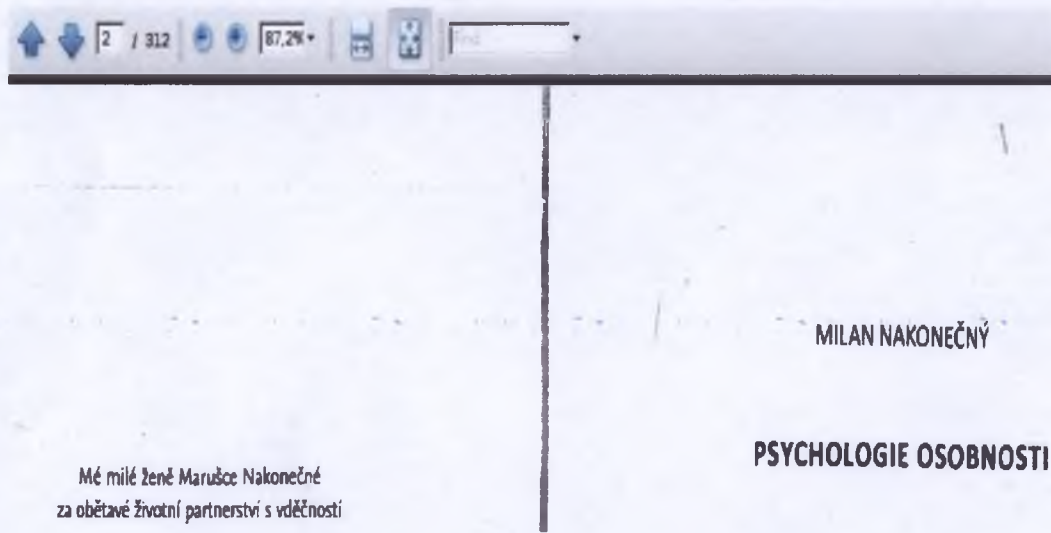 2 / 312 87,2% Find
Mé milé ženě Marušce Nakonečné
za obětavé životní partnerství s vděčností
MILAN NAKONEČNÝ
PSYCHOLOGIE OSOBNOSTI